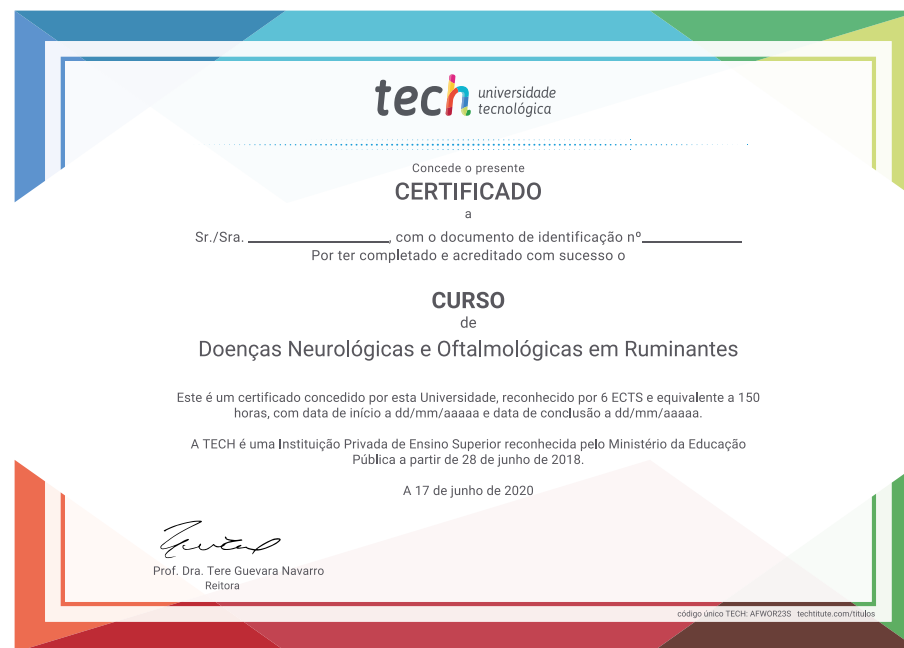 tech universidade
tecnológica
Concede o presente
CERTIFICADO
a
Sr./Sra. ____________________, com o documento de identificação nº______________
Por ter completado e acreditado com sucesso o
CURSO
de
Doenças Neurológicas e Oftalmológicas em Ruminantes
Este é um certificado concedido por esta Universidade, reconhecido por 6 ECTS e equivalente a 150
horas, com data de início a dd/mm/aaaaa e data de conclusão a dd/mm/aaaaa.
A TECH é uma Instituição Privada de Ensino Superior reconhecida pelo Ministério da Educação
Pública a partir de 28 de junho de 2018.
A 17 de junho de 2020
Prof. Dra. Tere Guevara Navarro
Reitora
código único TECH: AFWOR23S techtitute.com/titulos